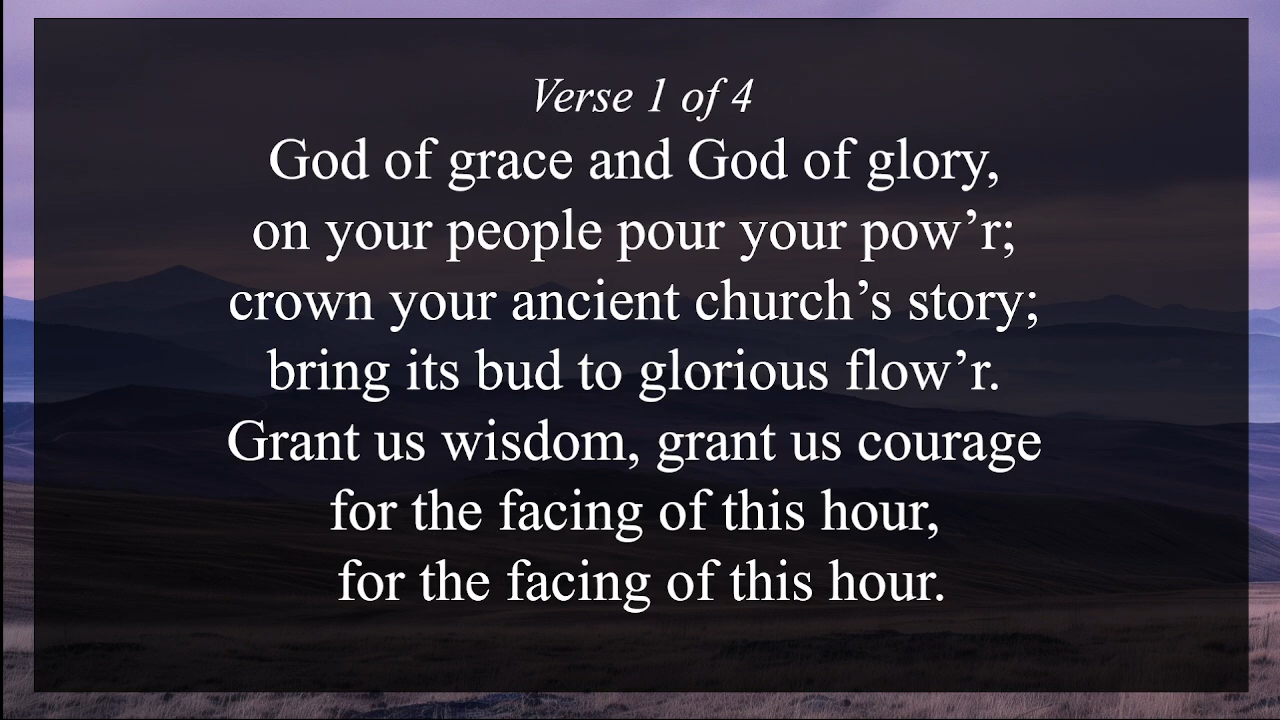 Verse 1 of 4
God of grace and God of glory,
on your people pour your pow’r;
crown your ancient church’s story;
bring its bud to glorious flow’r.
Grant us wisdom, grant us courage
for the facing of this hour,
for the facing of this hour.